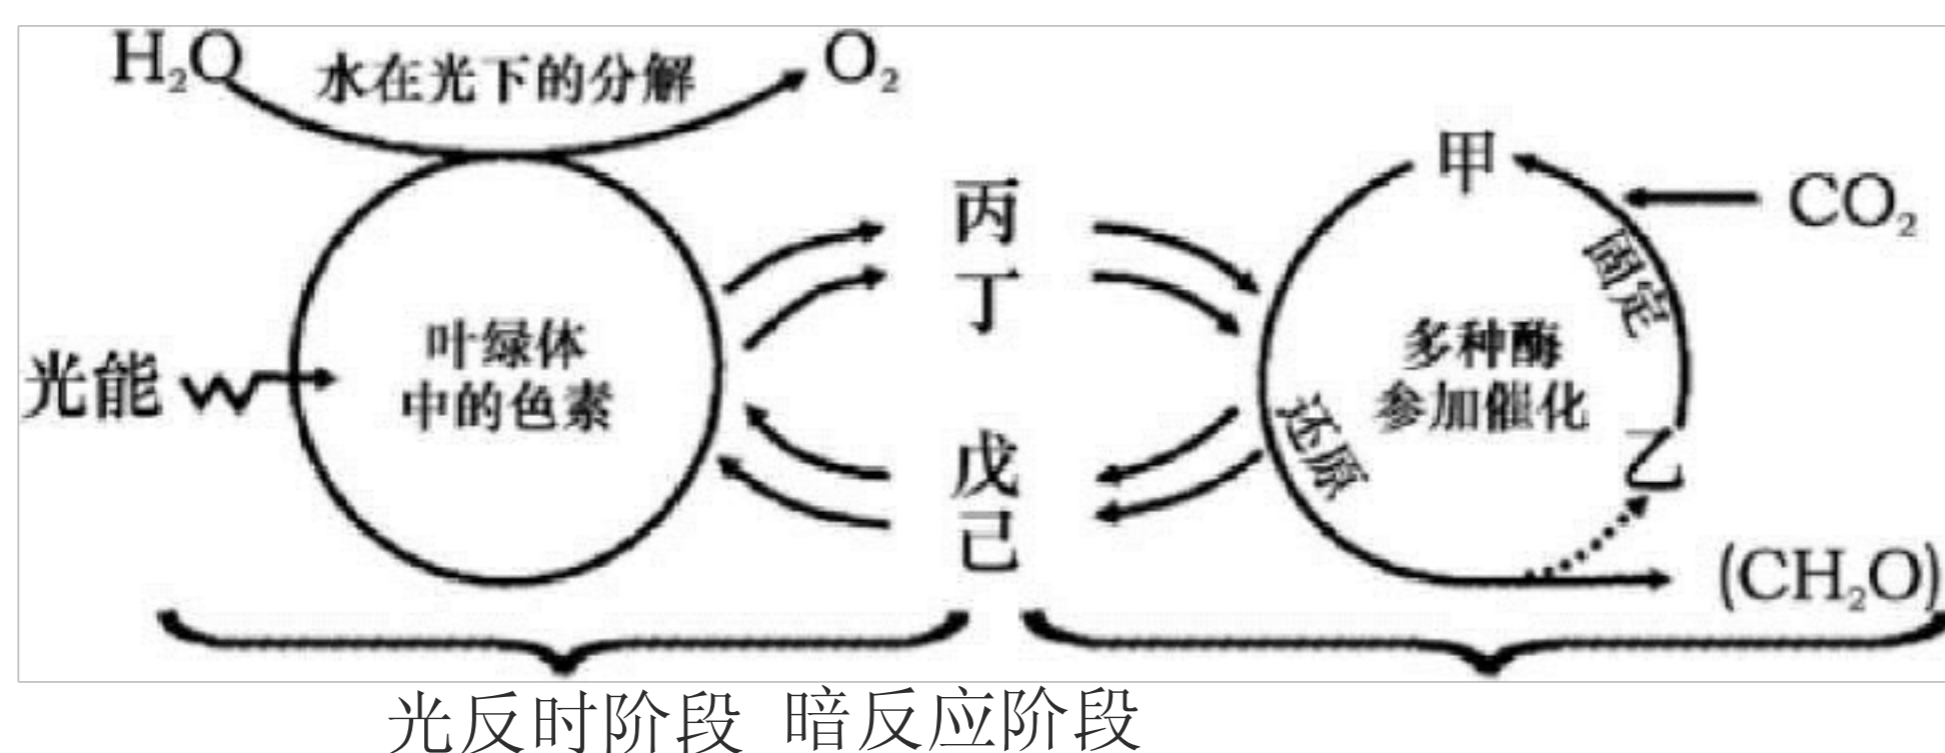 H₂O
水在光下的分解
O₂
光能
叶绿体
中的色素
丙
丁
戊
己
甲
CO₂
固定
多种酶
参加催化
还原
乙
(CH₂O)
光反时阶段 暗反应阶段